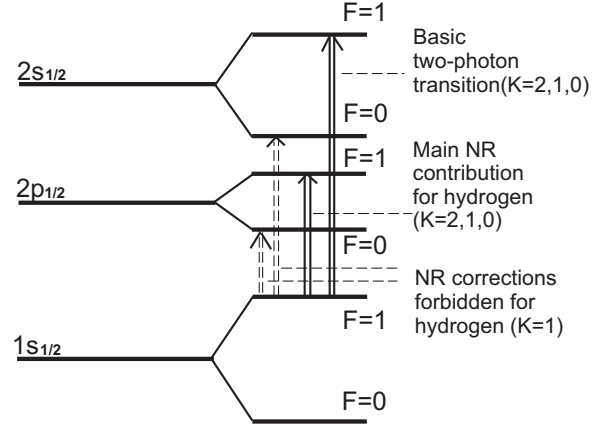 F=1
Basic
two-photon
transition(K=2,1,0)
2s1/2
F=0
F=1
Main NR
contribution
for hydrogen
(K=2,1,0)
2p1/2
F=0
NR corrections
forbidden for
hydrogen (K=1)
F=1
1s1/2
F=0